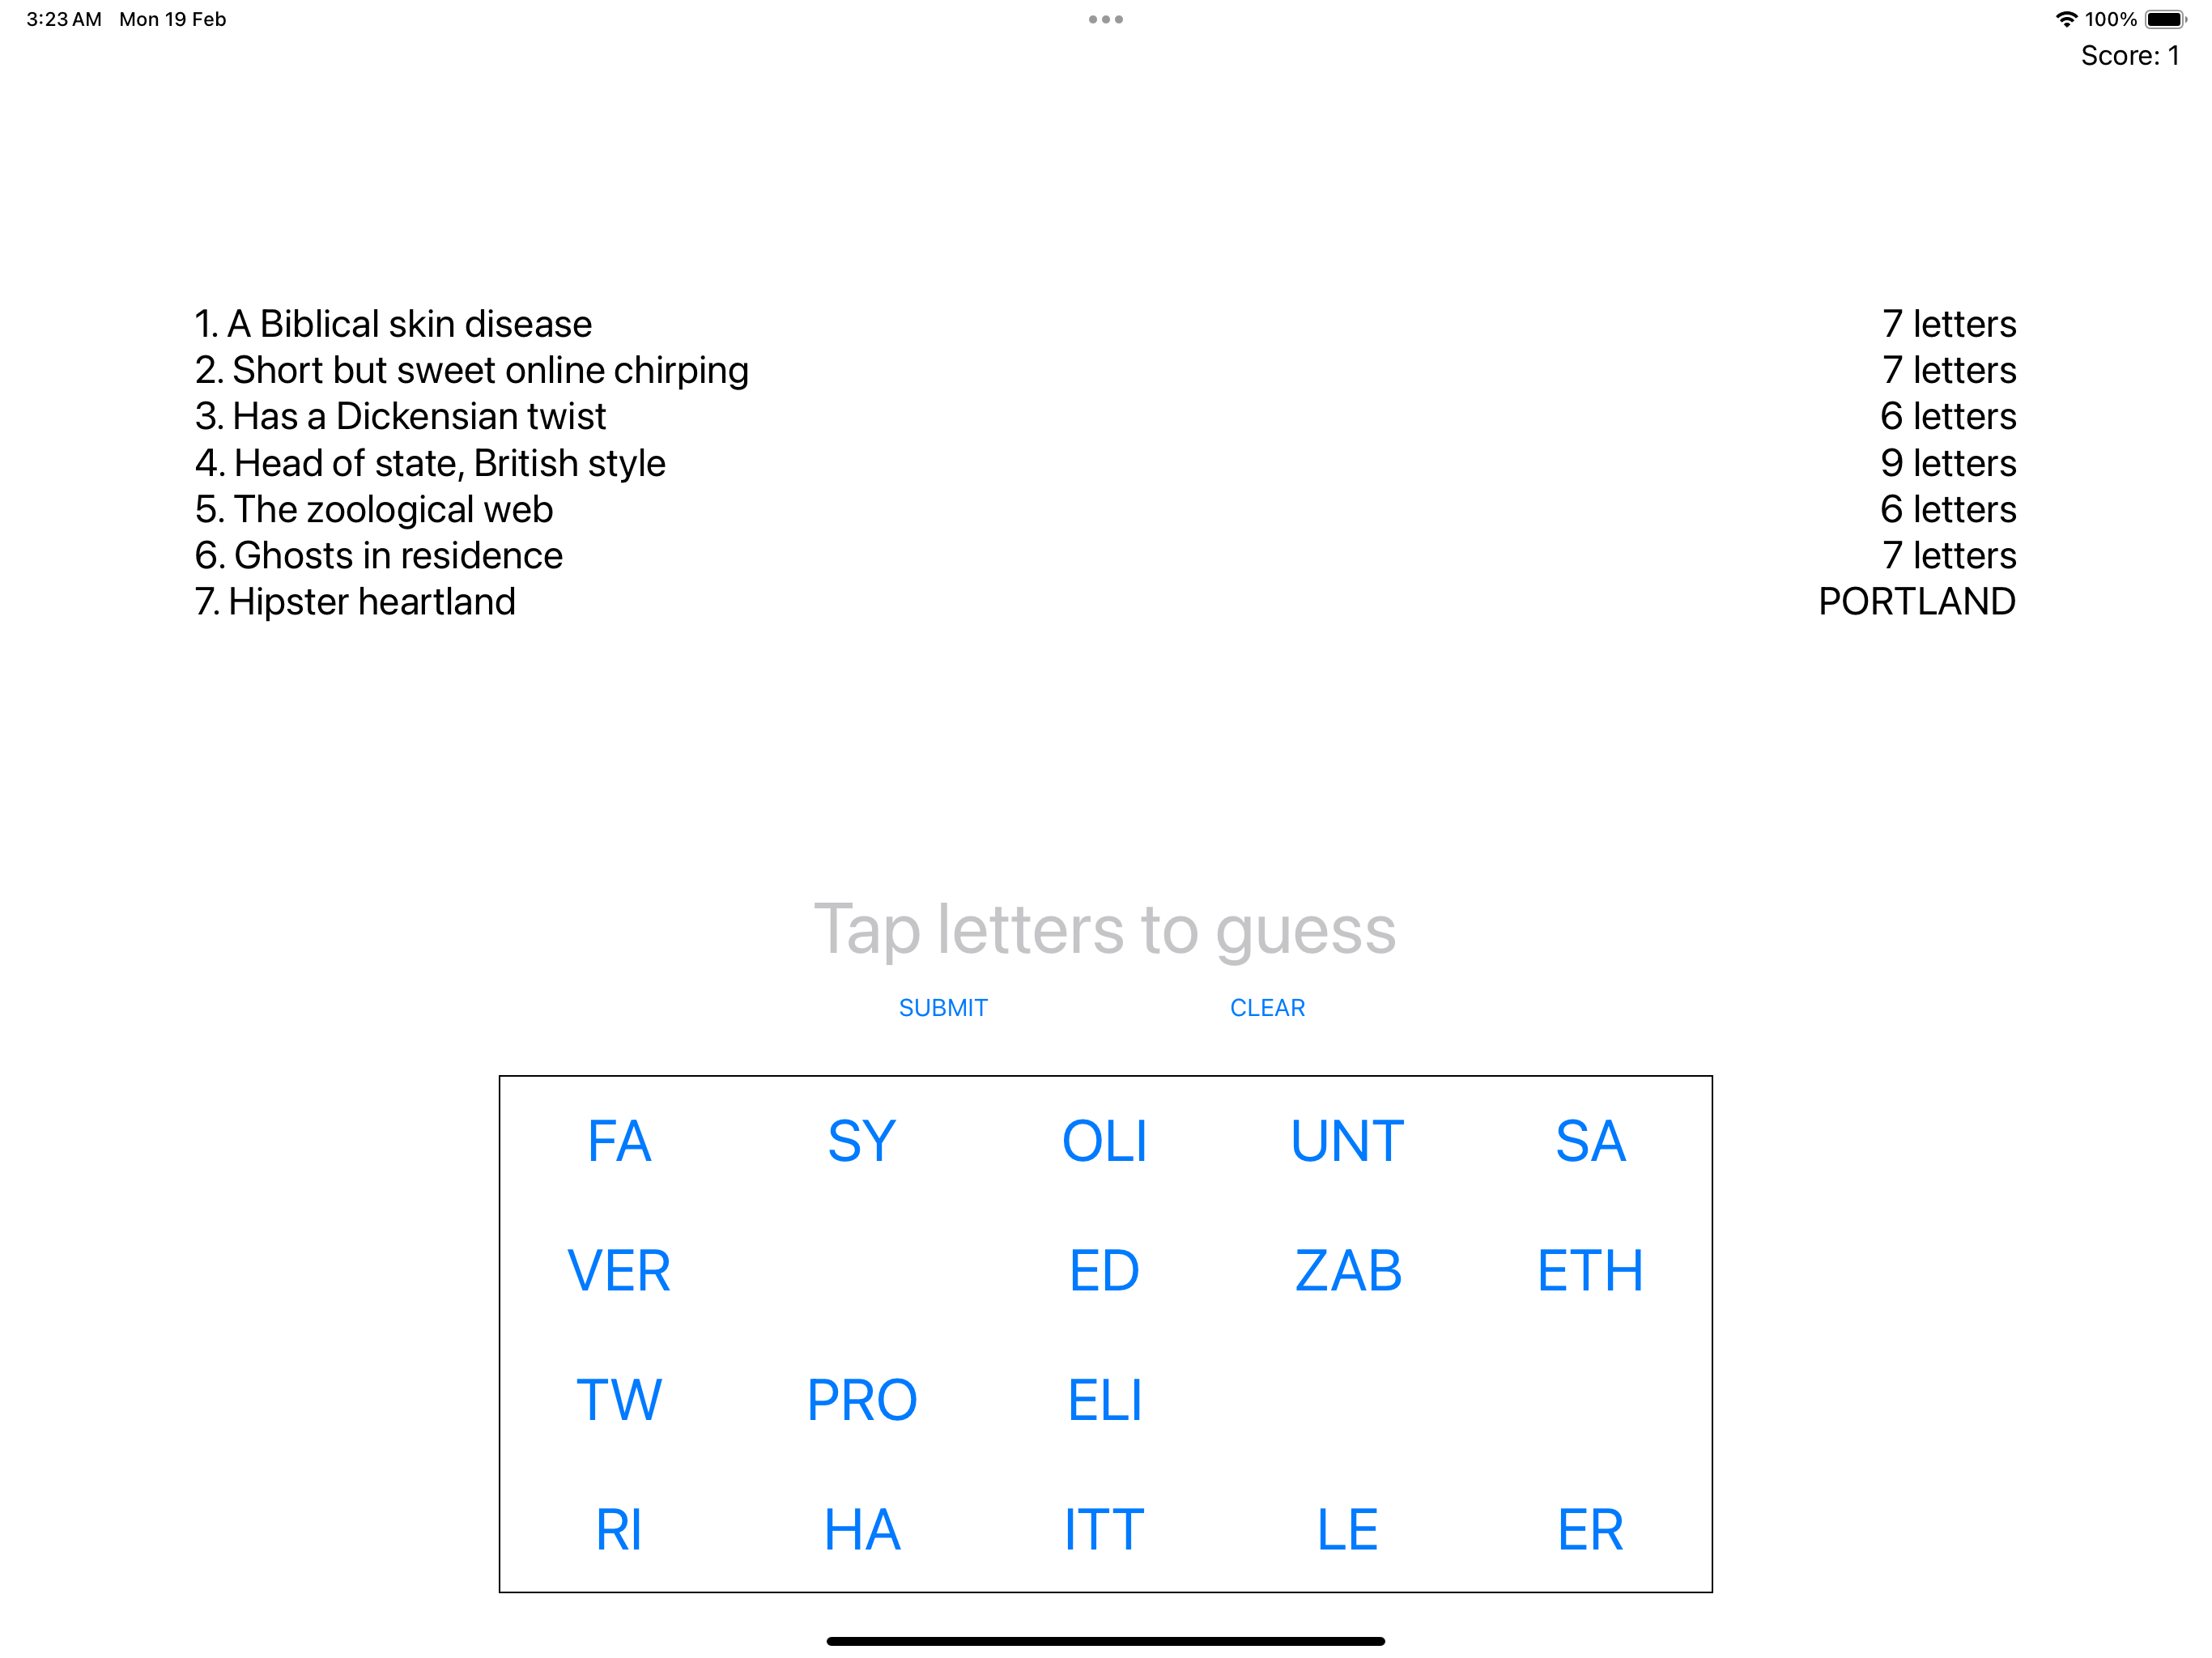 3:23 AM Mon 19 Feb
100%
Score: 1
1. A Biblical skin disease 7 letters
2. Short but sweet online chirping 7 letters
3. Has a Dickensian twist 6 letters
4. Head of state, British style 9 letters
5. The zoological web 6 letters
6. Ghosts in residence 7 letters
7. Hipster heartland PORTLAND
Tap letters to guess
SUBMIT CLEAR
FA SY OLI UNT SA
VER ED ZAB ETH
TW PRO ELI
RI HA ITT LE ER